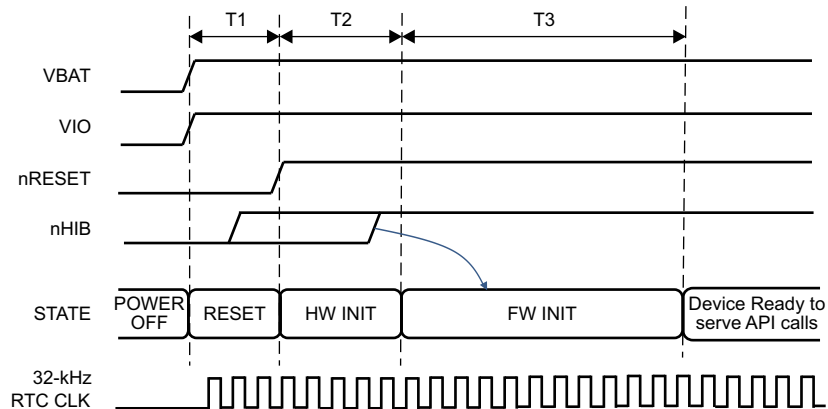 T1 T2 T3
VBAT
VIO
nRESET
nHIB
STATE
POWER
OFF
RESET
HW INIT
FW INIT
Device Ready to
serve API calls
32-kHz
RTC CLK